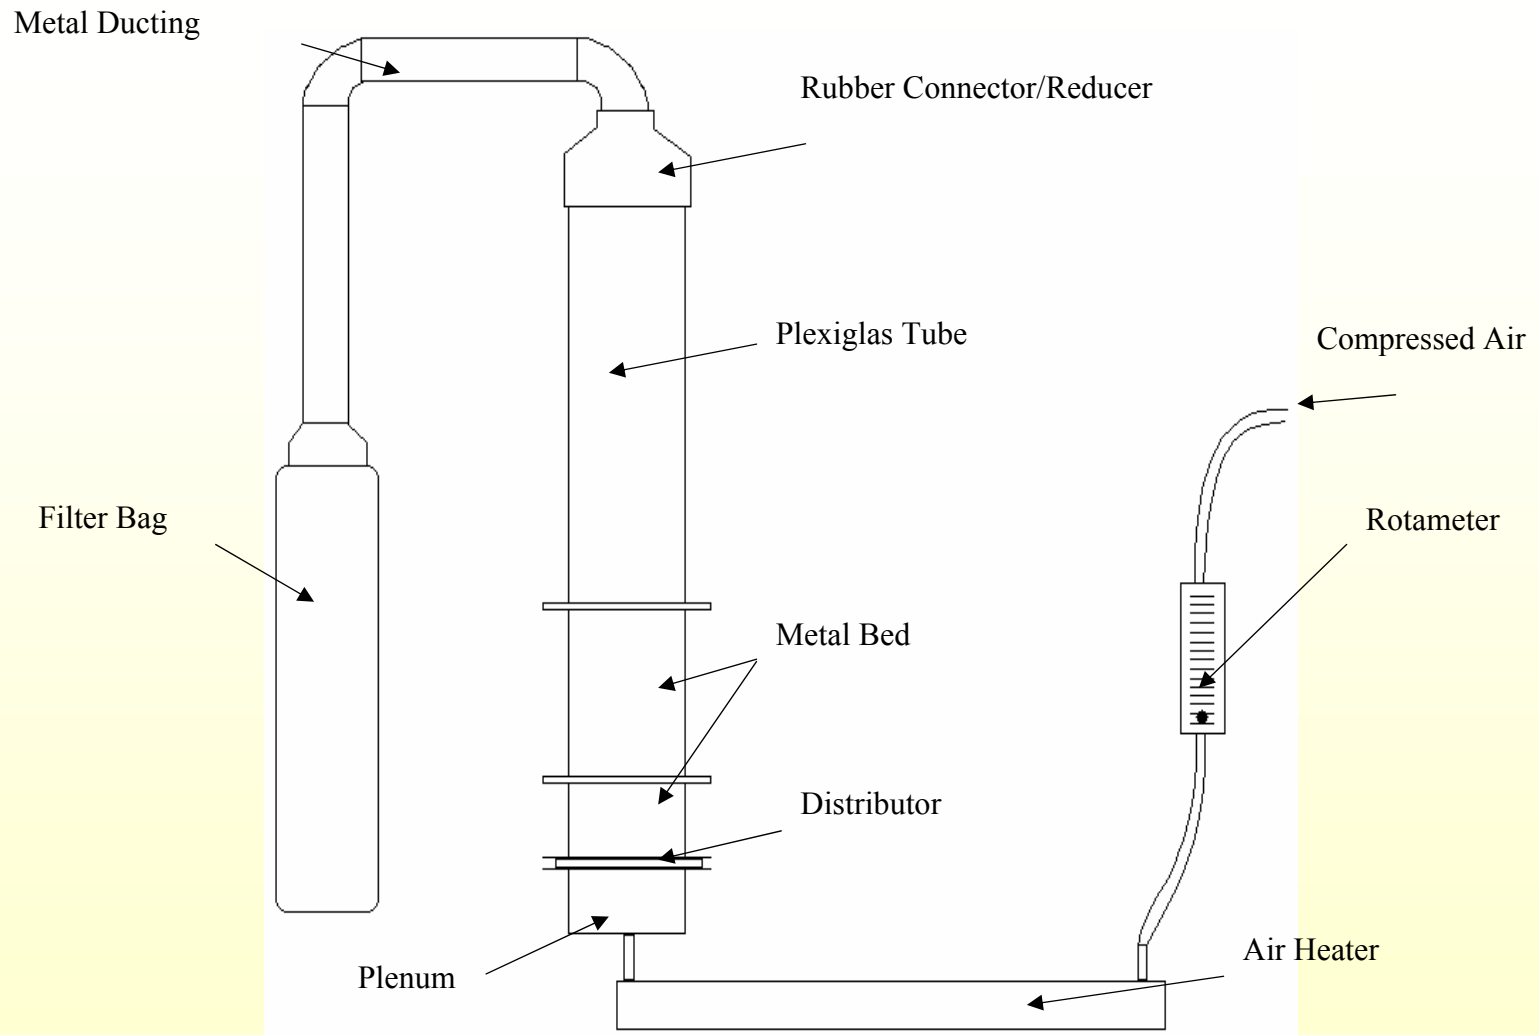 Metal Ducting
Rubber Connector/Reducer
Plexiglas Tube
Compressed Air
Filter Bag
Rotameter
Metal Bed
Distributor
Air Heater
Plenum